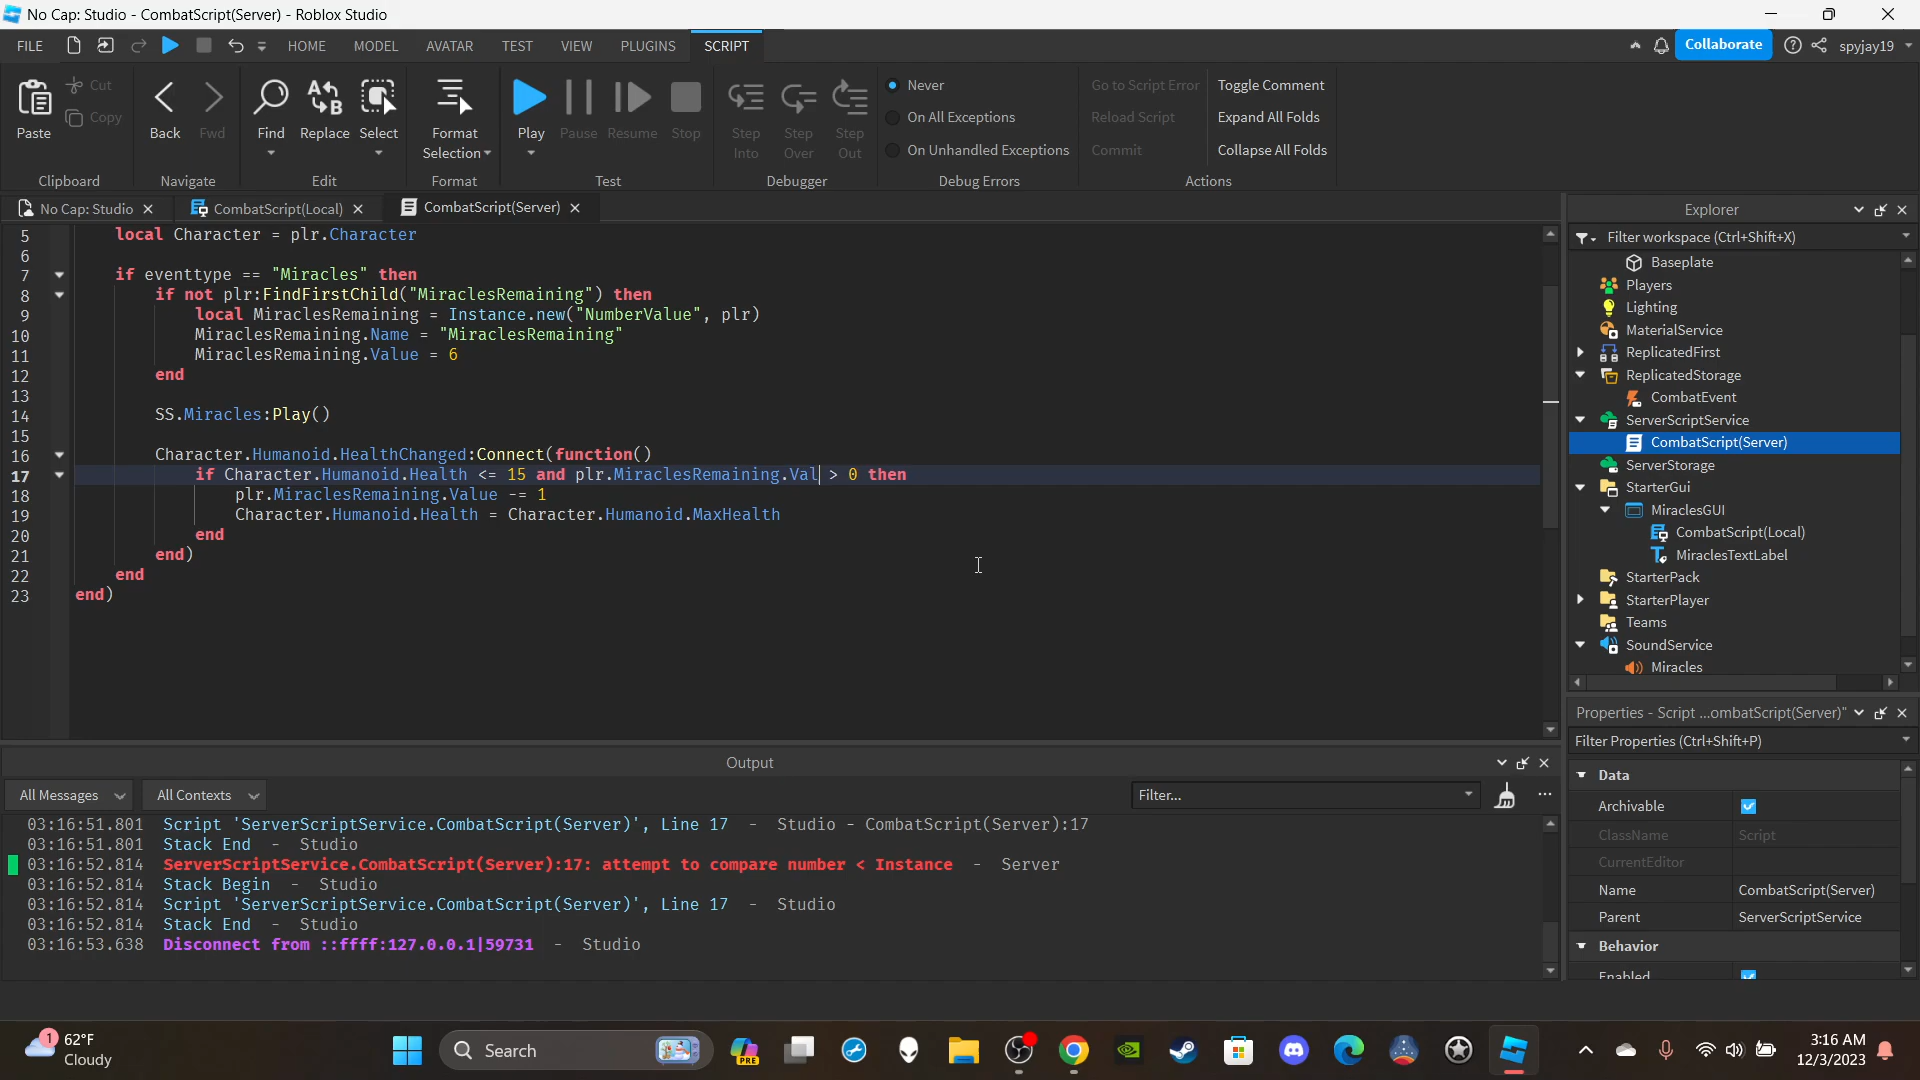 No Cap: Studio - CombatScript(Server) - Roblox Studio
FILE HOME MODEL AVATAR TEST VIEW PLUGINS SCRIPT Collaborate spyjay19
Paste Cut Copy Back Fwd Find Replace Select Format Selection Play Pause Resume Stop Step Into Step Over Step Out
Never
On All Exceptions
On Unhandled Exceptions
Go to Script Error
Reload Script
Commit
Toggle Comment
Expand All Folds
Collapse All Folds
Clipboard Navigate Edit Format Test Debugger Debug Errors Actions
No Cap: Studio CombatScript(Local) CombatScript(Server)
5 local Character = plr.Character
6
7 if eventtype == "Miracles" then
8 if not plr:FindFirstChild("MiraclesRemaining") then
9 local MiraclesRemaining = Instance.new("NumberValue", plr)
10 MiraclesRemaining.Name = "MiraclesRemaining"
11 MiraclesRemaining.Value = 6
12 end
13
14 SS.Miracles:Play()
15
16 Character.Humanoid.HealthChanged:Connect(function()
17 if Character.Humanoid.Health <= 15 and plr.MiraclesRemaining.Val > 0 then
18 plr.MiraclesRemaining.Value -= 1
19 Character.Humanoid.Health = Character.Humanoid.MaxHealth
20 end
21 end)
22 end
23 end)
Explorer
Filter workspace (Ctrl+Shift+X)
Baseplate
Players
Lighting
MaterialService
ReplicatedFirst
ReplicatedStorage
CombatEvent
ServerScriptService
CombatScript(Server)
ServerStorage
StarterGui
MiraclesGUI
CombatScript(Local)
MiraclesTextLabel
StarterPack
StarterPlayer
Teams
SoundService
Miracles
Properties - Script ...ombatScript(Server)"
Filter Properties (Ctrl+Shift+P)
Data
Archivable
ClassName Script
CurrentEditor
Name CombatScript(Server)
Parent ServerScriptService
Behavior
Enabled
Output
All Messages All Contexts Filter...
03:16:51.801 Script 'ServerScriptService.CombatScript(Server)', Line 17 - Studio - CombatScript(Server):17
03:16:51.801 Stack End - Studio
03:16:52.814 ServerScriptService.CombatScript(Server):17: attempt to compare number < Instance - Server
03:16:52.814 Stack Begin - Studio
03:16:52.814 Script 'ServerScriptService.CombatScript(Server)', Line 17 - Studio
03:16:52.814 Stack End - Studio
03:16:53.638 Disconnect from ::ffff:127.0.0.1|59731 - Studio
1 62°F
Cloudy
Search
PRE
3:16 AM
12/3/2023